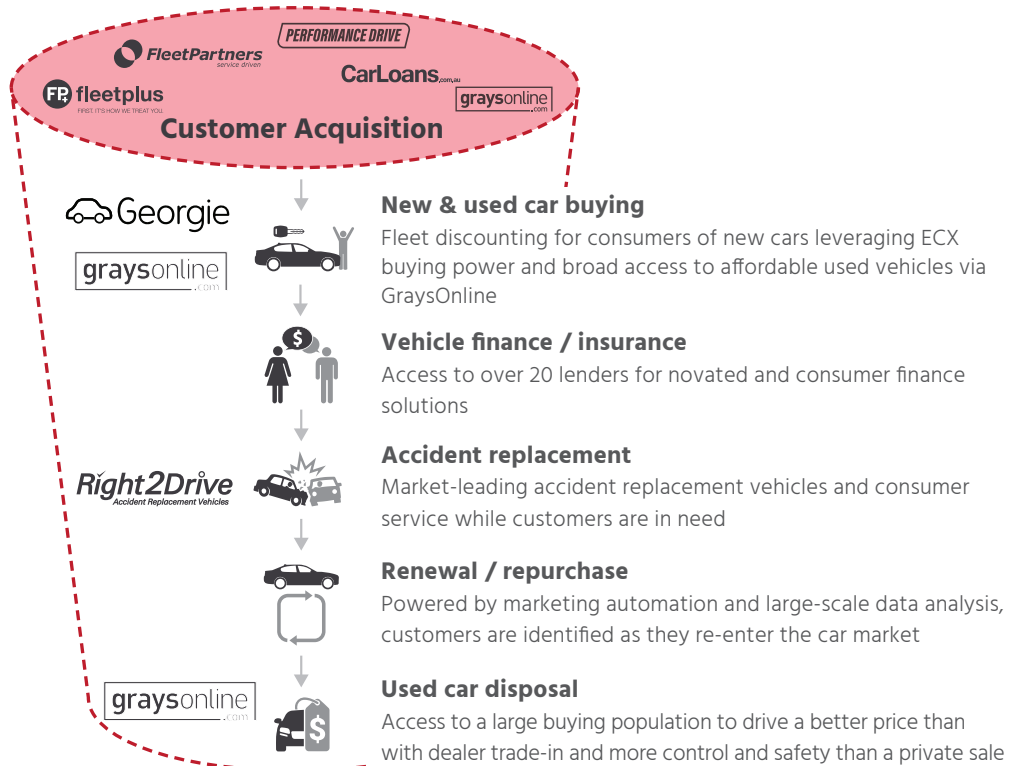 PERFORMANCE DRIVE
FleetPartners
service driven
CarLoans.com.au
FP+ fleetplus
FIRST. IT'S HOW WE TREAT YOU.
graysonline
.com
Customer Acquisition
Georgie
graysonline
.com
New & used car buying
Fleet discounting for consumers of new cars leveraging ECX
buying power and broad access to affordable used vehicles via
GraysOnline
$
Vehicle finance / insurance
Access to over 20 lenders for novated and consumer finance
solutions
Right2Drive
Accident Replacement Vehicles
Accident replacement
Market-leading accident replacement vehicles and consumer
service while customers are in need
Renewal / repurchase
Powered by marketing automation and large-scale data analysis,
customers are identified as they re-enter the car market
graysonline
.com
$
Used car disposal
Access to a large buying population to drive a better price than
with dealer trade-in and more control and safety than a private sale